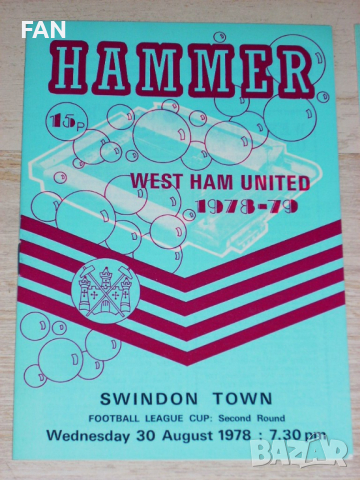 FAN
HAMMER
15p
WEST HAM UNITED
1978-79
SWINDON TOWN
FOOTBALL LEAGUE CUP: Second Round
Wednesday 30 August 1978 : 7.30 pm
BAZAR